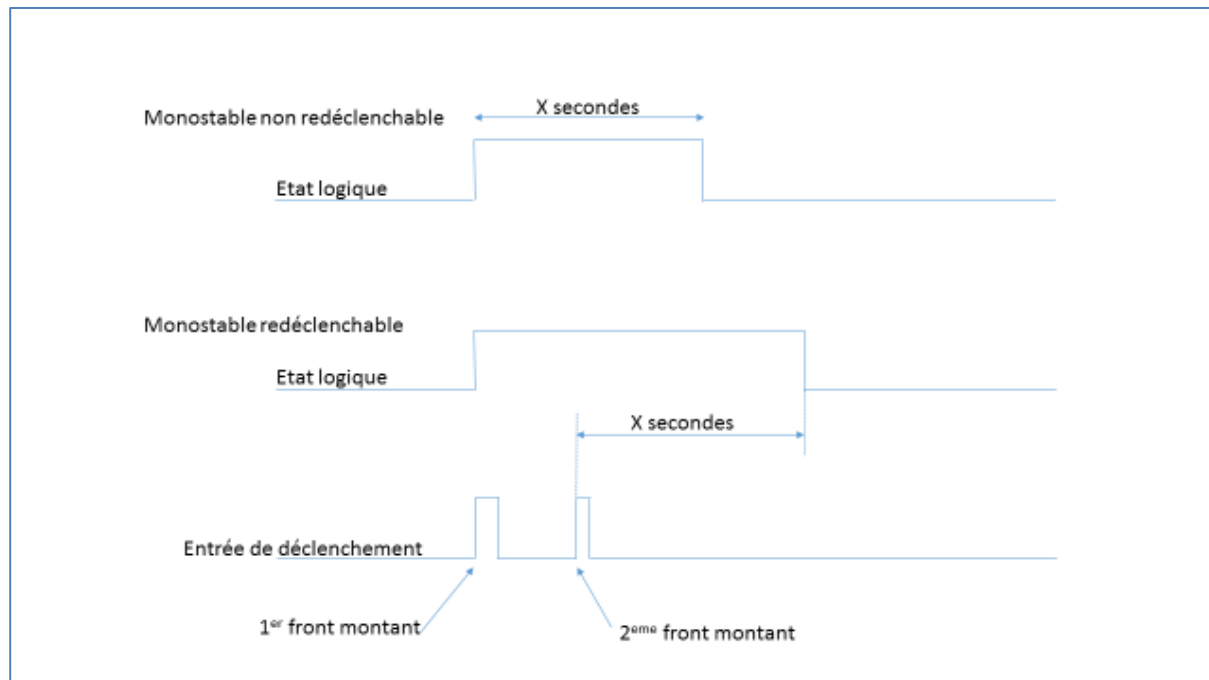 X secondes
Monostable non redéclenchable
Etat logique
Monostable redéclenchable
Etat logique
X secondes
Entrée de déclenchement
1er front montant
2eme front montant